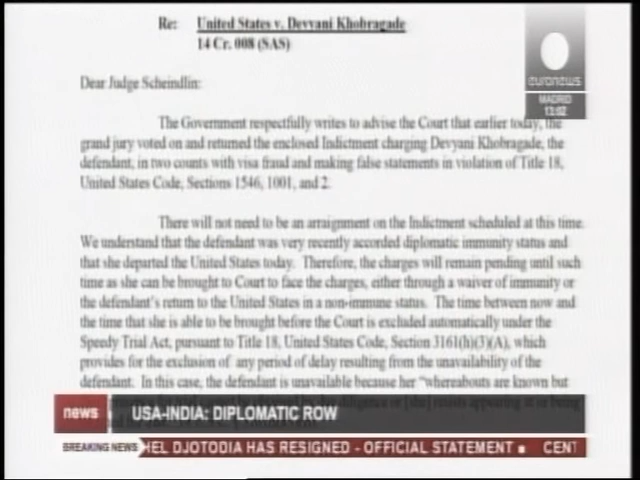 Re: United States v. Devyani Khobragade
14 Cr. 008 (SAS)
euronews
MADRID
13:02
Dear Judge Scheindlin:
The Government respectfully writes to advise the Court that earlier today, the
grand jury voted on and returned the enclosed Indictment charging Devyani Khobragade, the
defendant, in two counts with visa fraud and making false statements in violation of Title 18,
United States Code, Sections 1546, 1001, and 2.
There will not need to be an arraignment on the Indictment scheduled at this time.
We understand that the defendant was very recently accorded diplomatic immunity status and
that she departed the United States today. Therefore, the charges will remain pending until such
time as she can be brought to Court to face the charges, either through a waiver of immunity or
the defendant's return to the United States in a non-immune status. The time between now and
the time that she is able to be brought before the Court is excluded automatically under the
Speedy Trial Act, pursuant to Title 18, United States Code, Section 3161(h)(3)(A), which
provides for the exclusion of any period of delay resulting from the unavailability of the
defendant. In this case, the defendant is unavailable because her "whereabouts are known but
news
USA-INDIA: DIPLOMATIC ROW
BREAKING NEWS
HEL DJOTODIA HAS RESIGNED - OFFICIAL STATEMENT ■ CENT